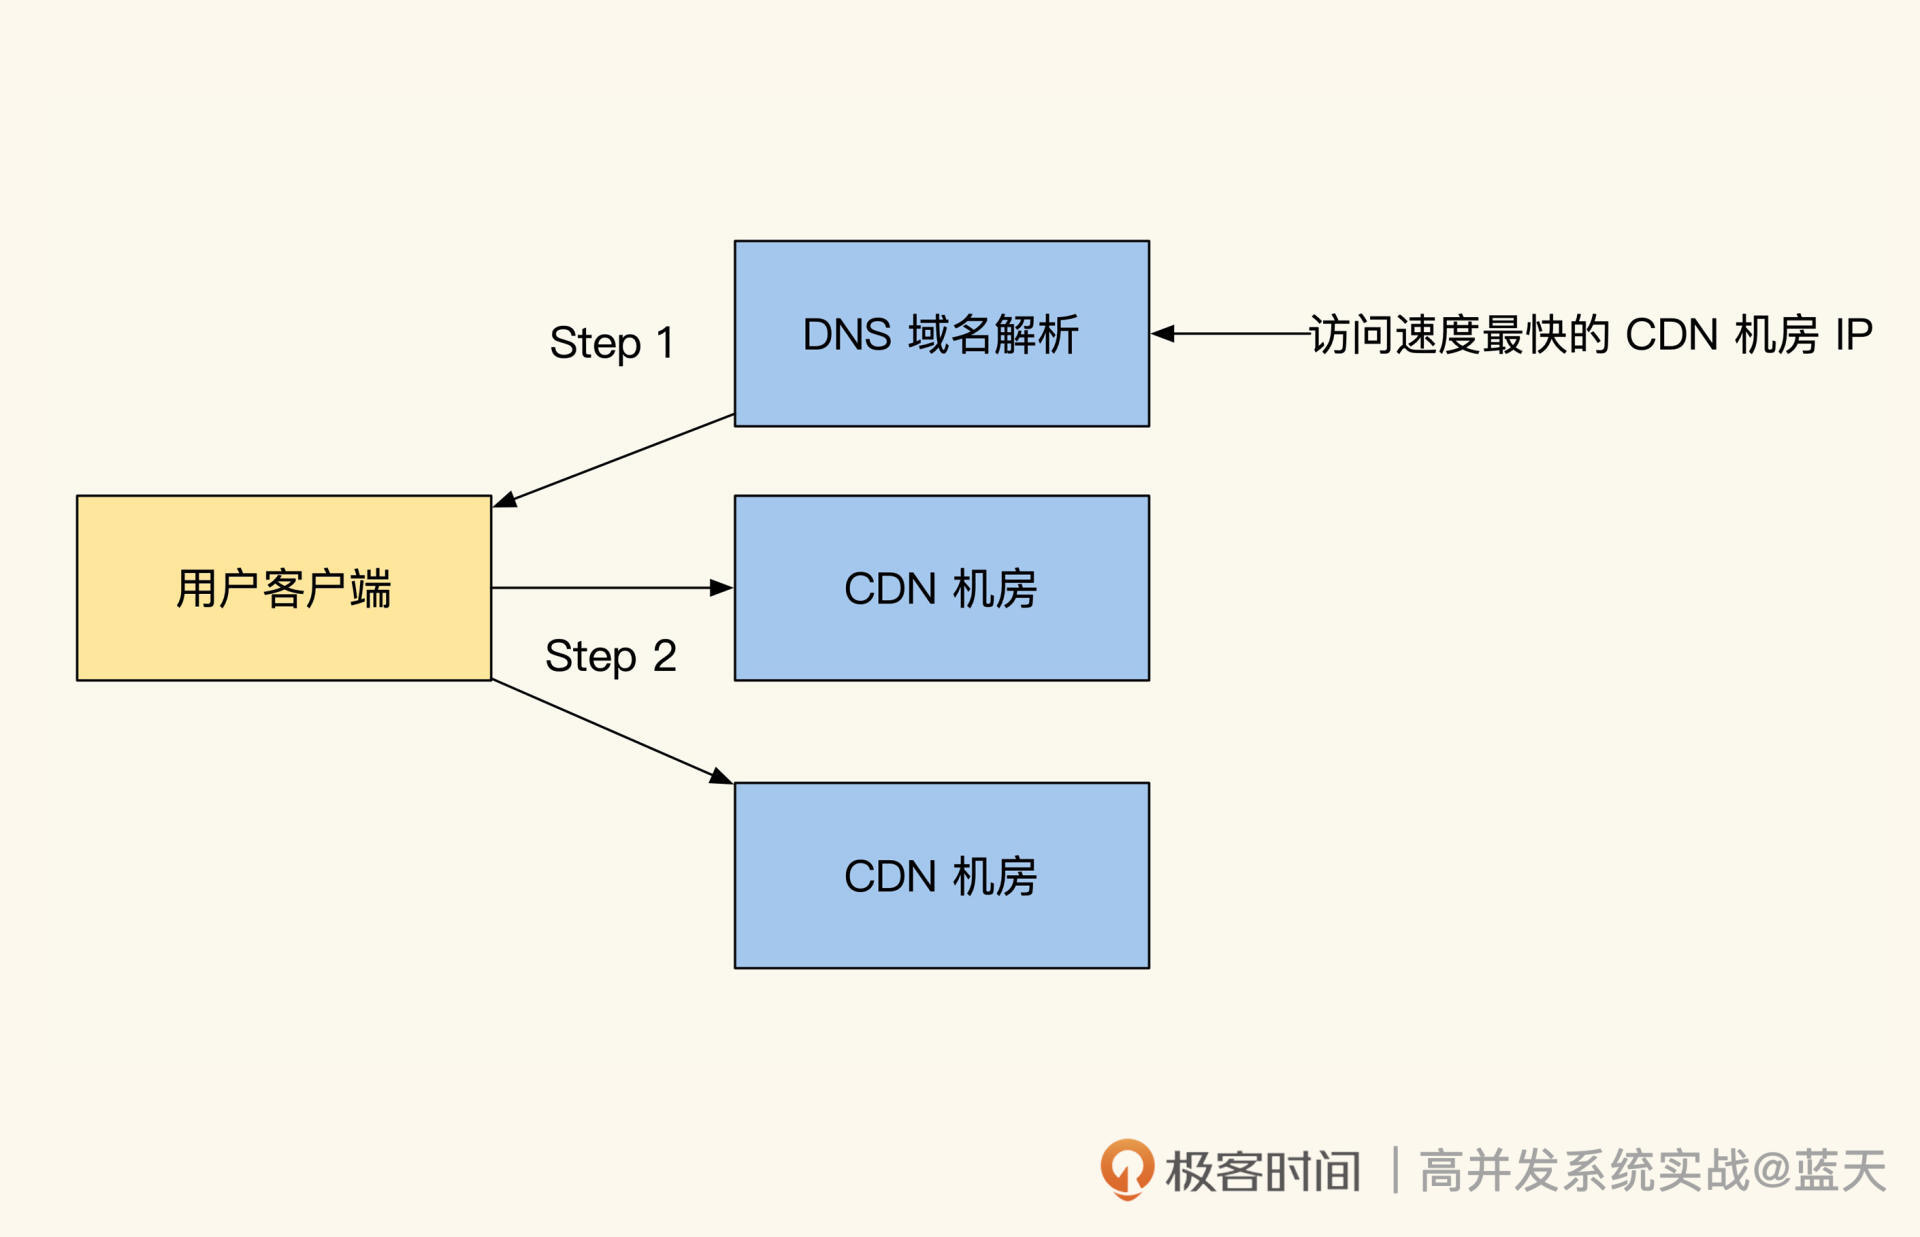 Step 1
DNS 域名解析
访问速度最快的 CDN 机房 IP
用户客户端
CDN 机房
Step 2
CDN 机房
极客时间 | 高并发系统实战@蓝天